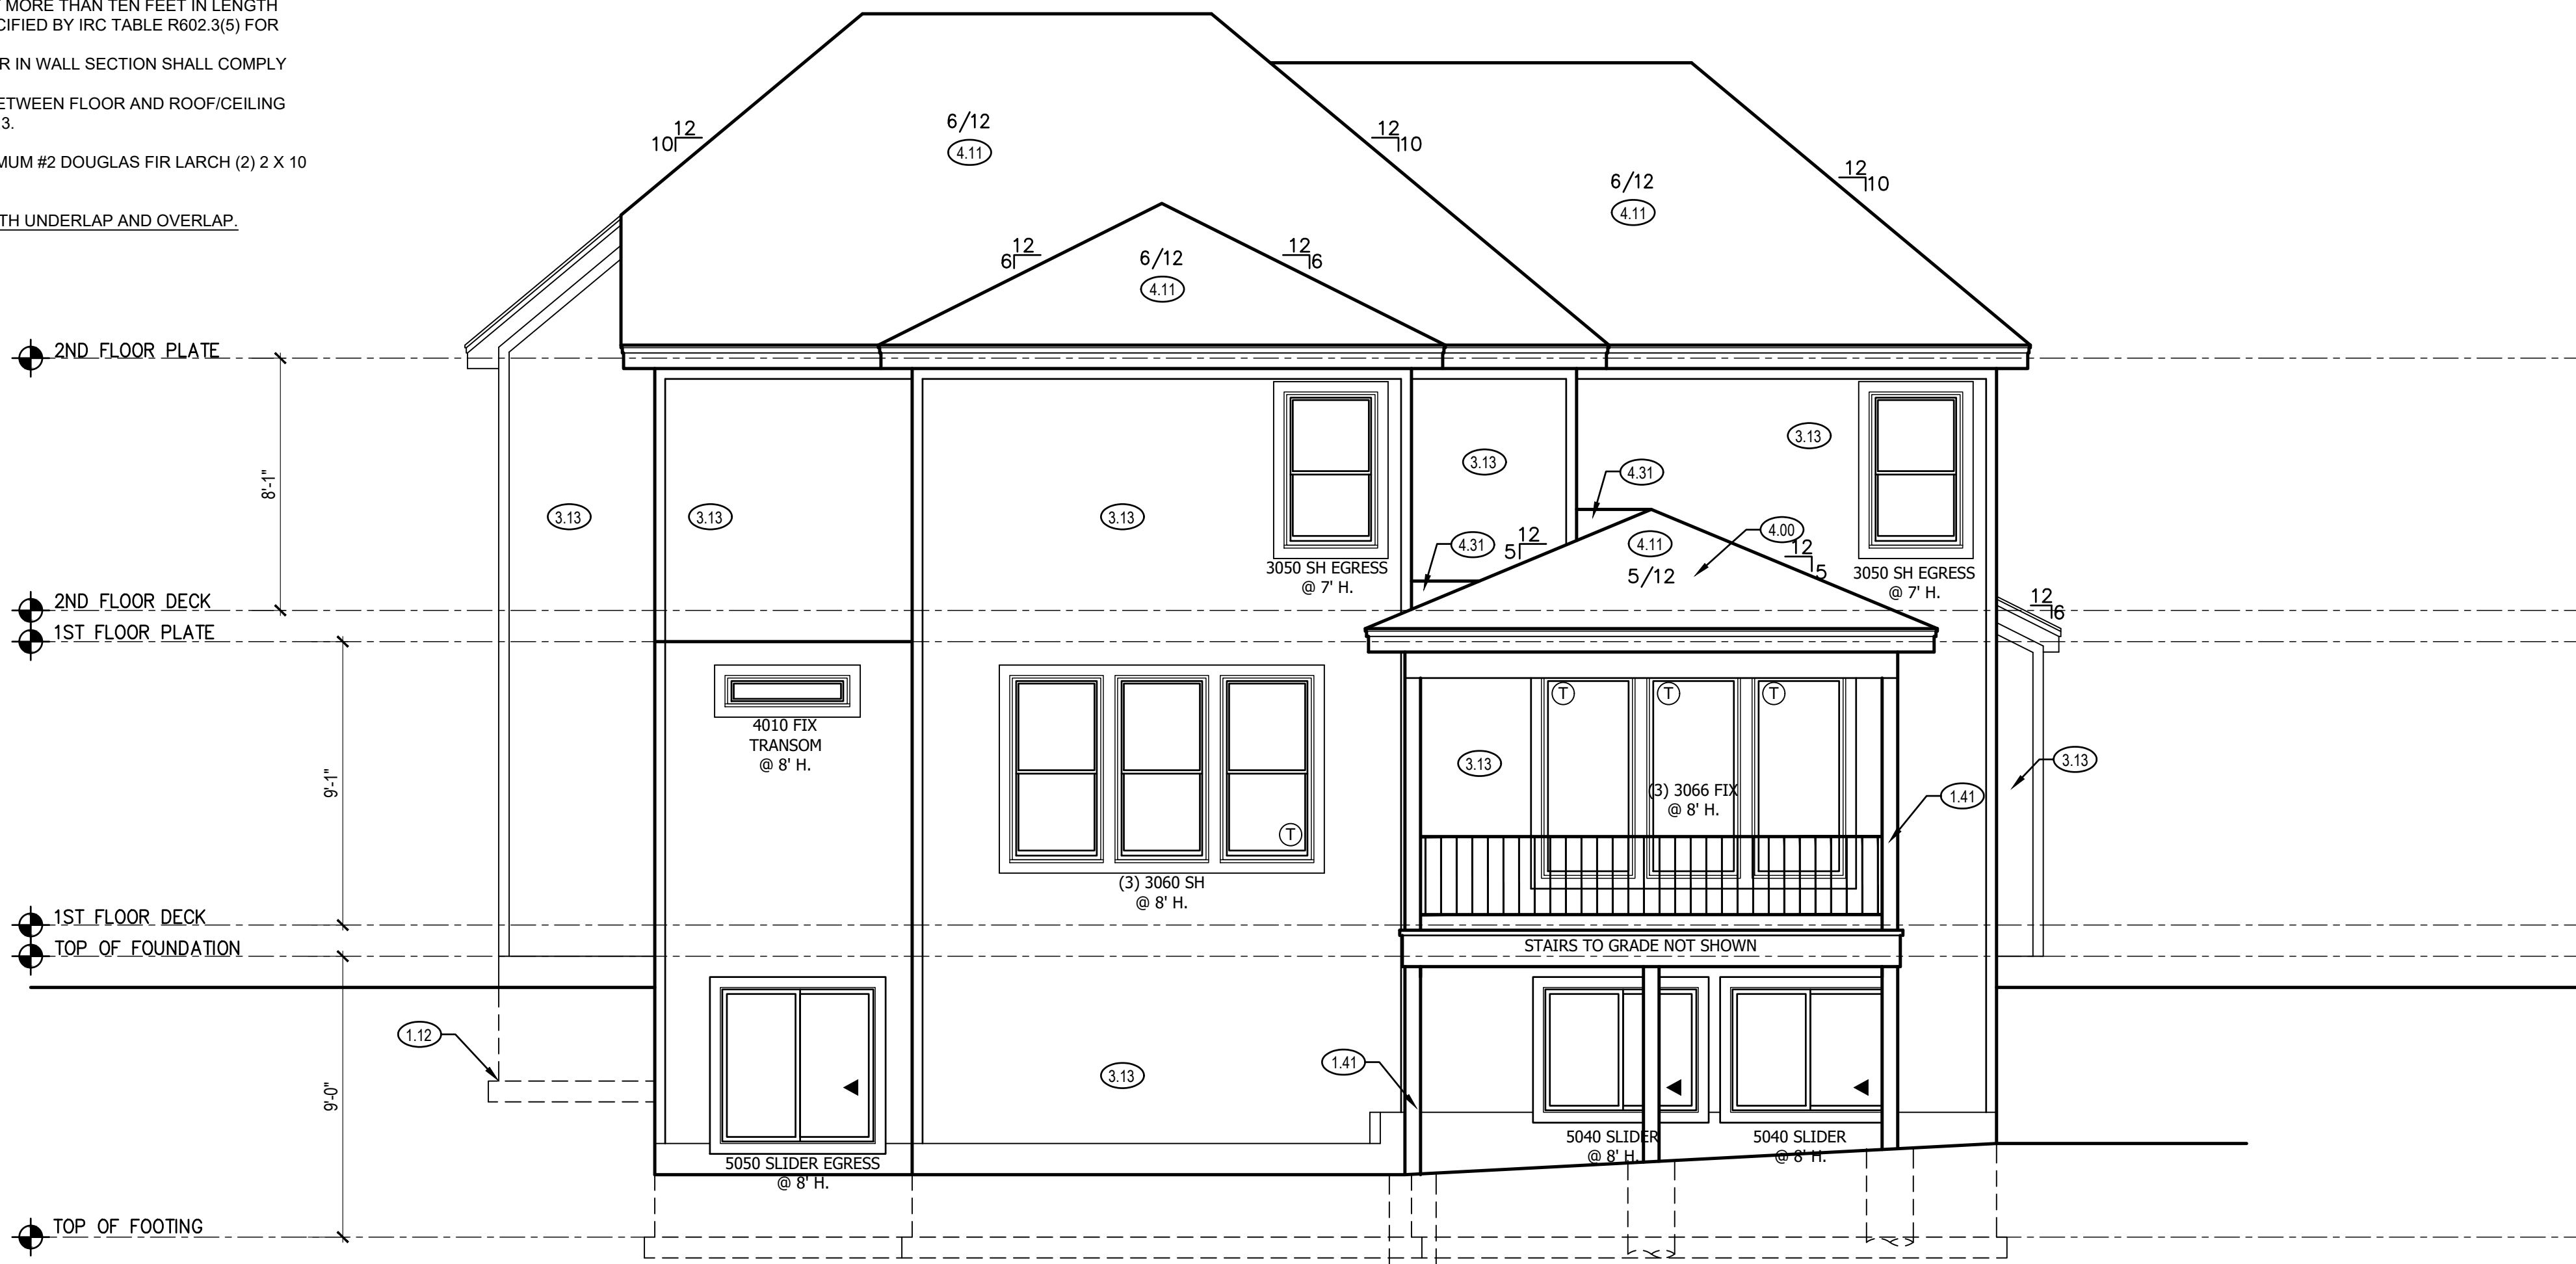 MORE THAN TEN FEET IN LENGTH
CIFIED BY IRC TABLE R602.3(5) FOR
R IN WALL SECTION SHALL COMPLY
ETWEEN FLOOR AND ROOF/CEILING
3.
MUM #2 DOUGLAS FIR LARCH (2) 2 X 10
TH UNDERLAP AND OVERLAP.
12
10
6/12
4.11
12
10
12
10
6/12
4.11
12
6
6/12
4.11
12
6
2ND FLOOR PLATE
8'-1"
3.13
3.13
3.13
3.13
3.13
4.31
4.31
12
5
4.11
5/12
4.00
12
5
3050 SH EGRESS
@ 7' H.
3050 SH EGRESS
@ 7' H.
2ND FLOOR DECK
1ST FLOOR PLATE
12
6
4010 FIX
TRANSOM
@ 8' H.
T
T
T
9'-1"
3.13
(3) 3066 FIX
@ 8' H.
3.13
1.41
T
(3) 3060 SH
@ 8' H.
1ST FLOOR DECK
TOP OF FOUNDATION
STAIRS TO GRADE NOT SHOWN
1.12
9'-0"
3.13
1.41
5050 SLIDER EGRESS
@ 8' H.
5040 SLIDER
@ 8' H.
5040 SLIDER
@ 8' H.
TOP OF FOOTING